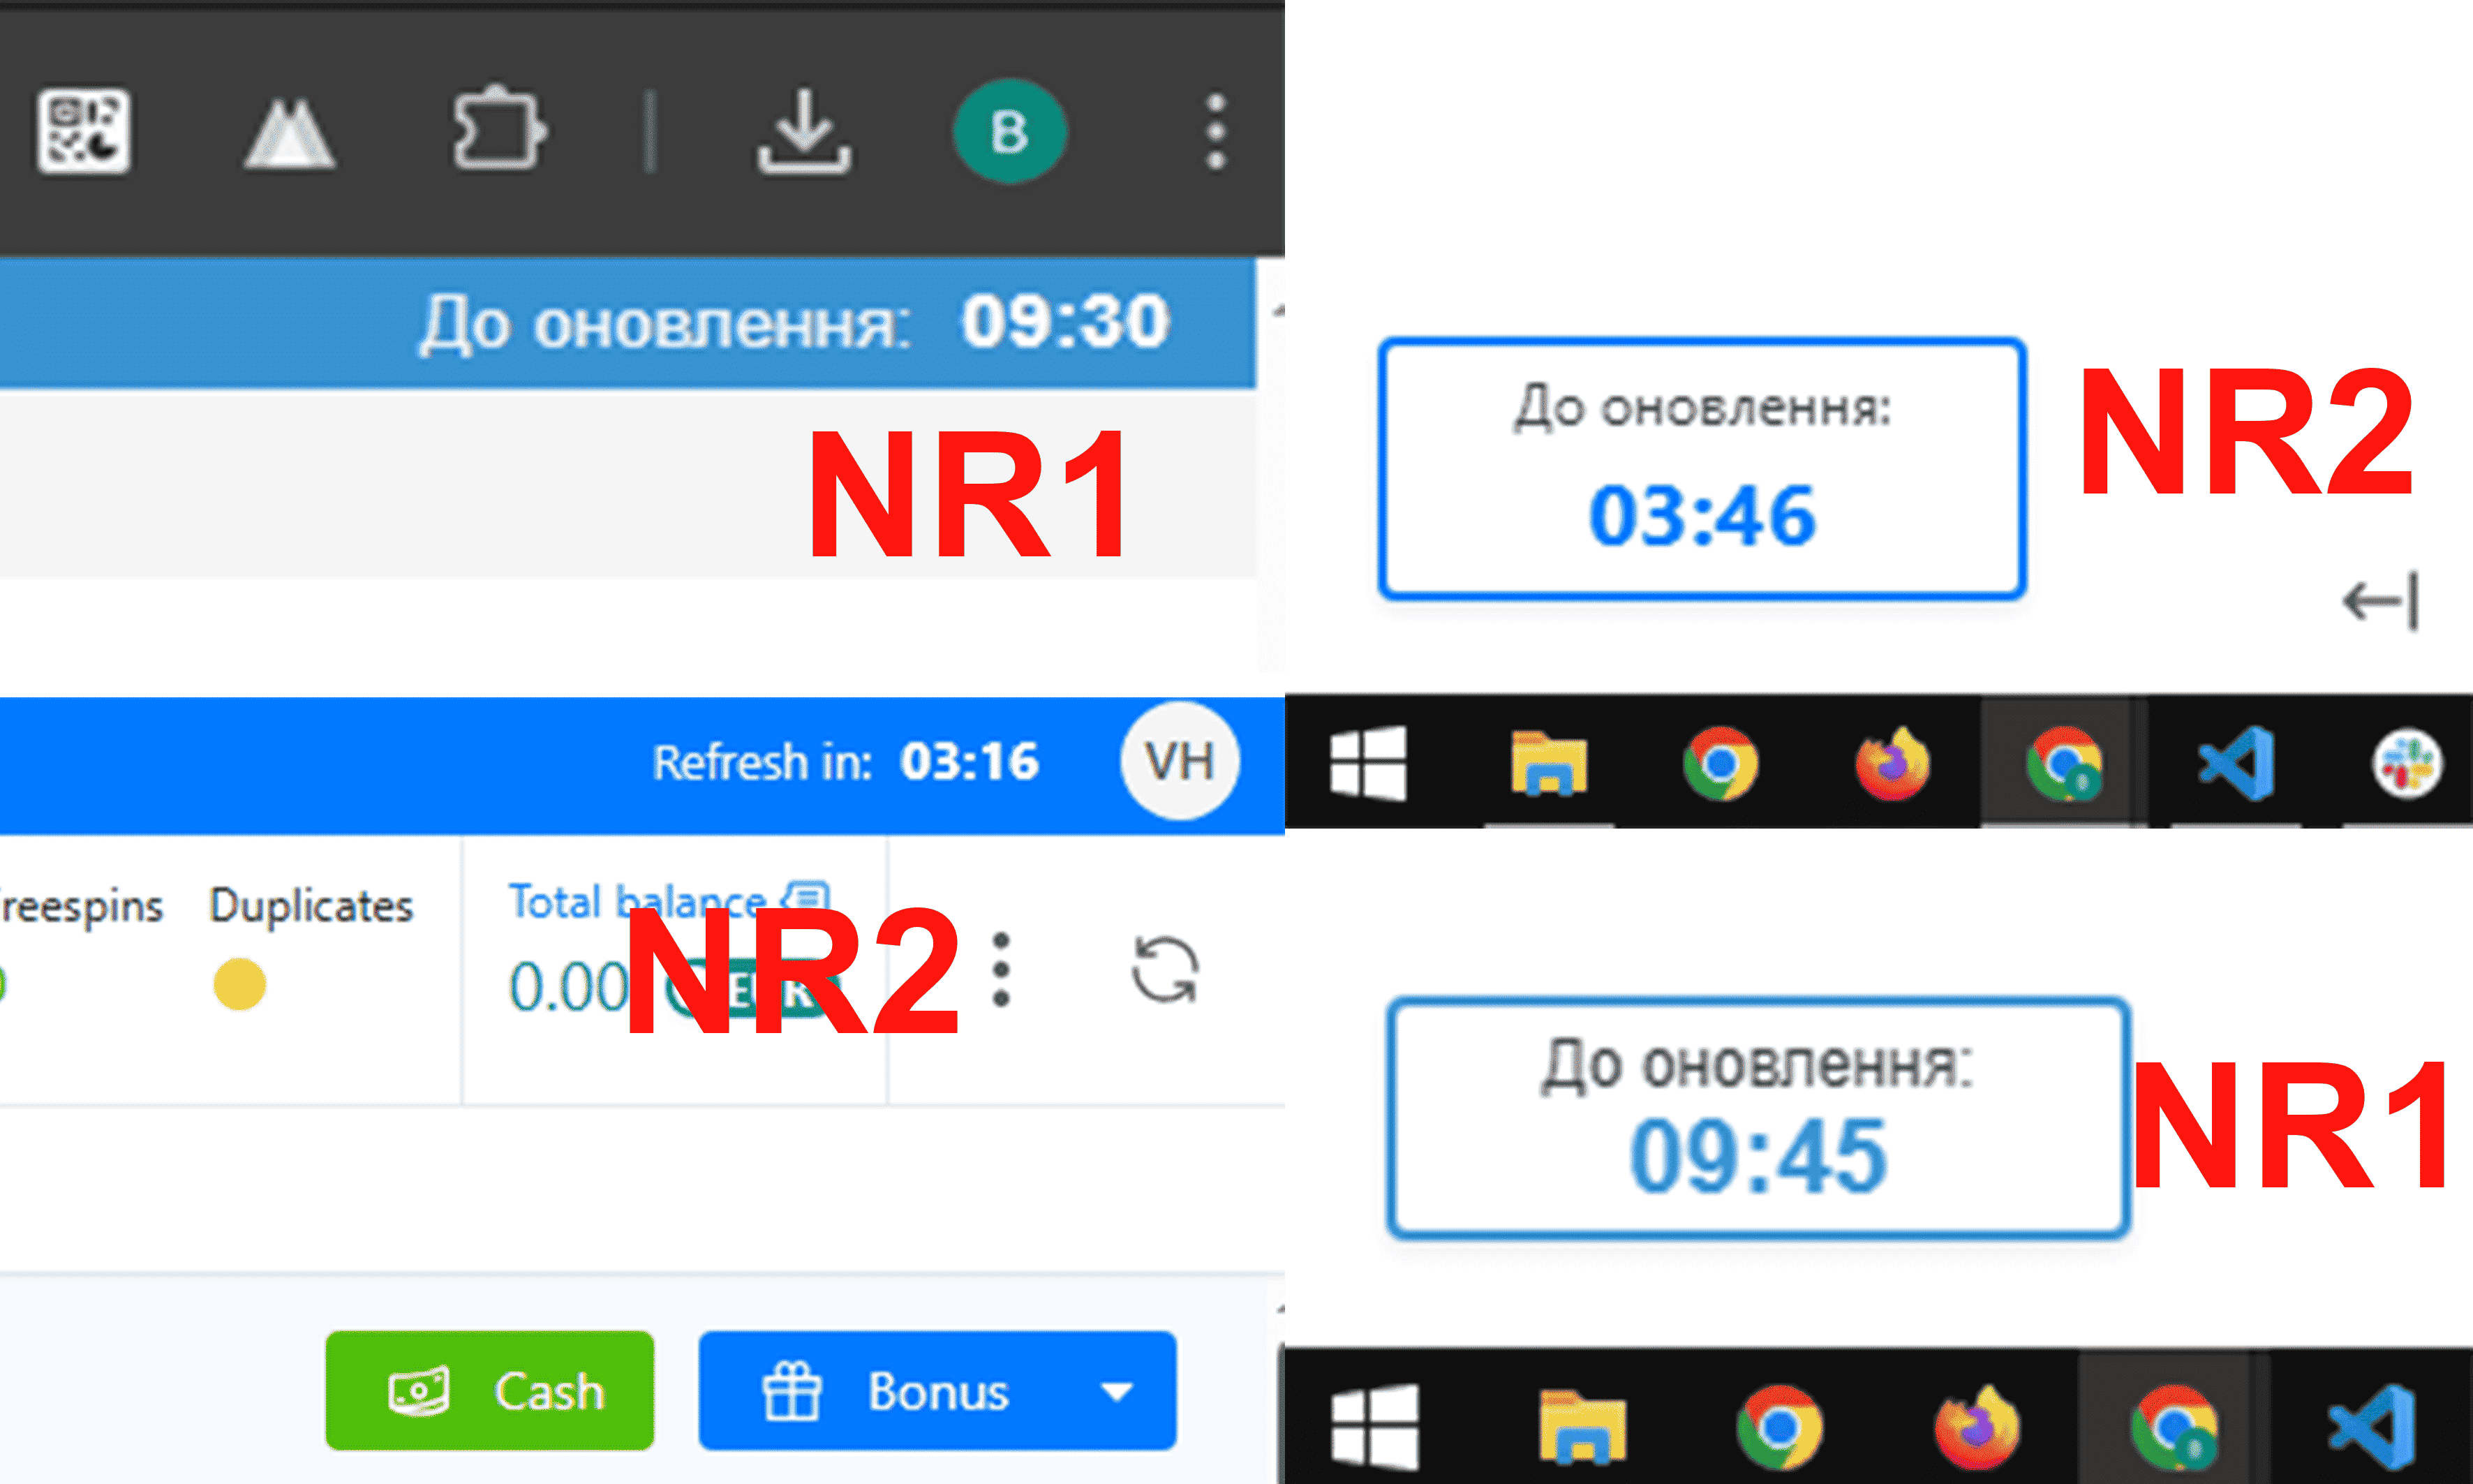 B
До оновлення: 09:30
NR1
До оновлення:
03:46
NR2
Refresh in: 03:16 VH
reespins Duplicates Total balance
0.00 EUR
NR2
Cash Bonus
До оновлення:
09:45
NR1